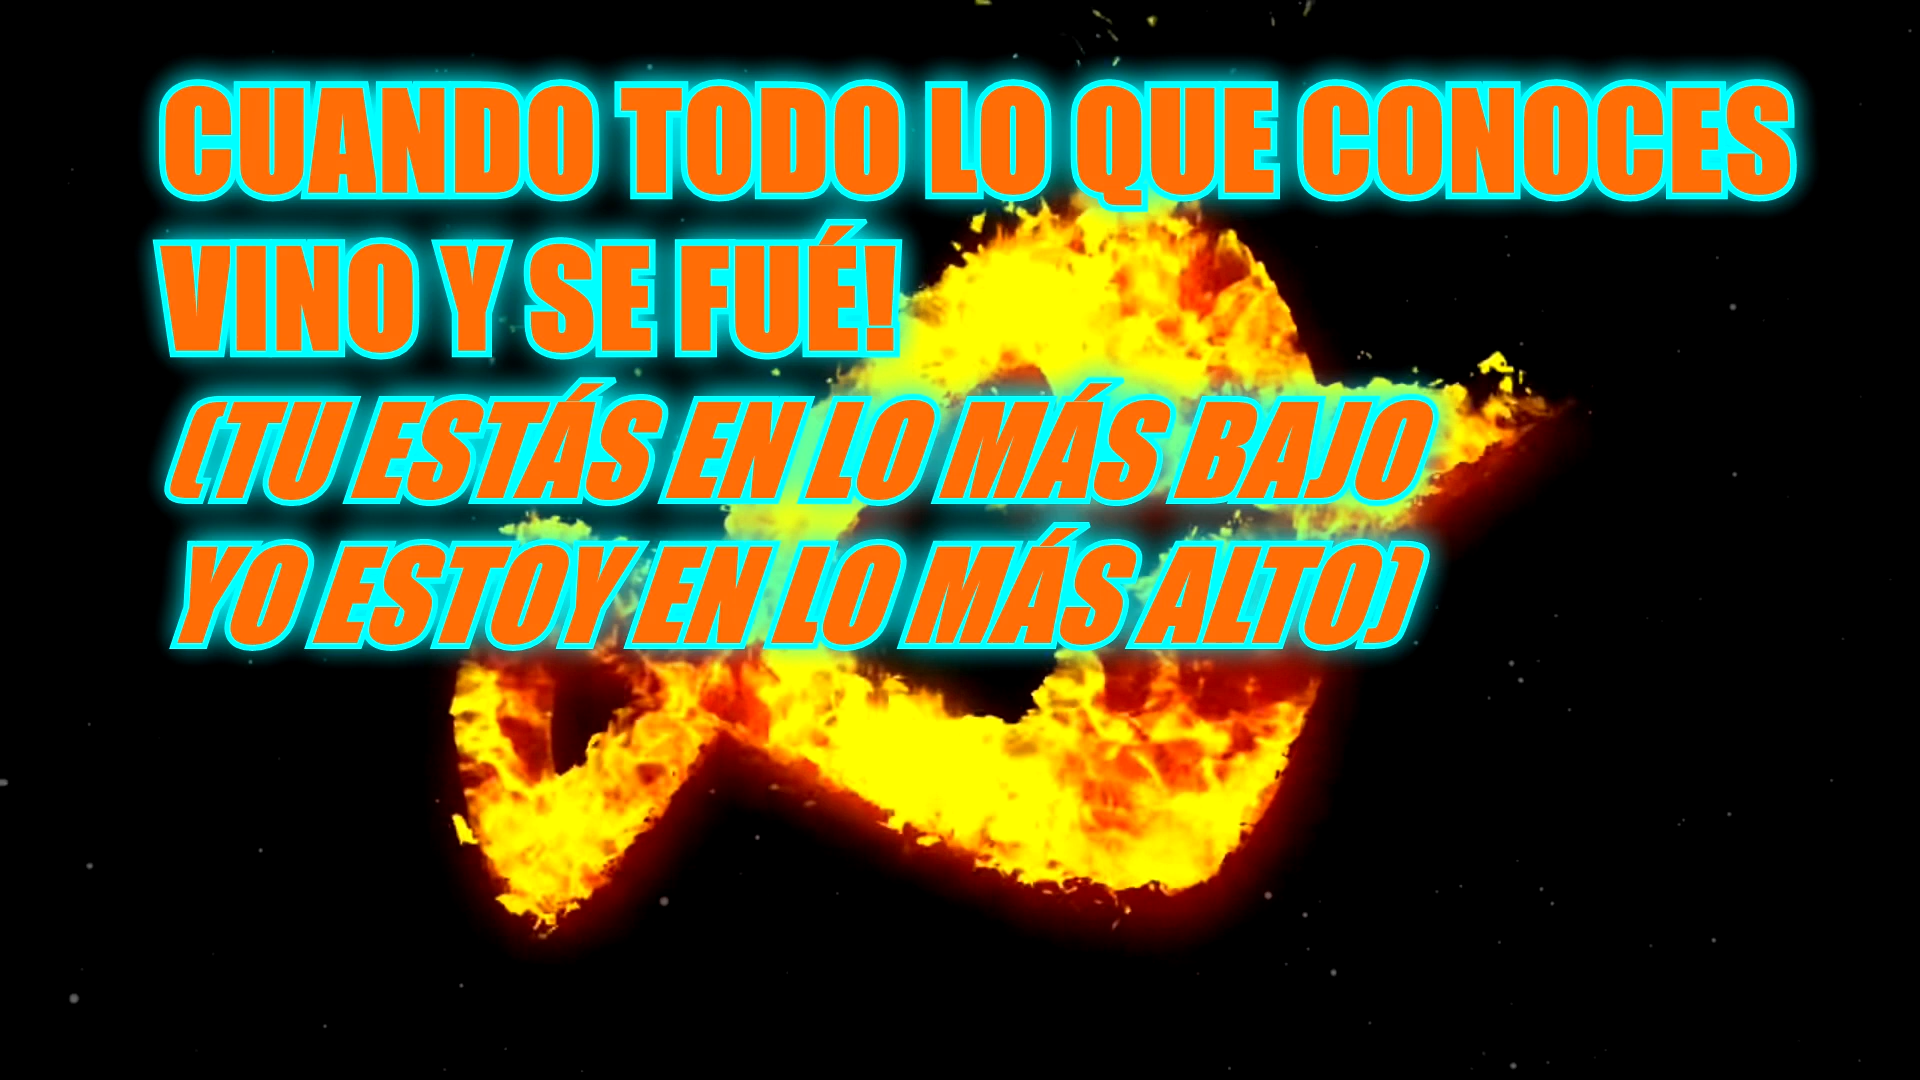 CUANDO TODO LO QUE CONOCES
VINO Y SE FUÉ!
(TU ESTÁS EN LO MÁS BAJO
YO ESTOY EN LO MÁS ALTO)